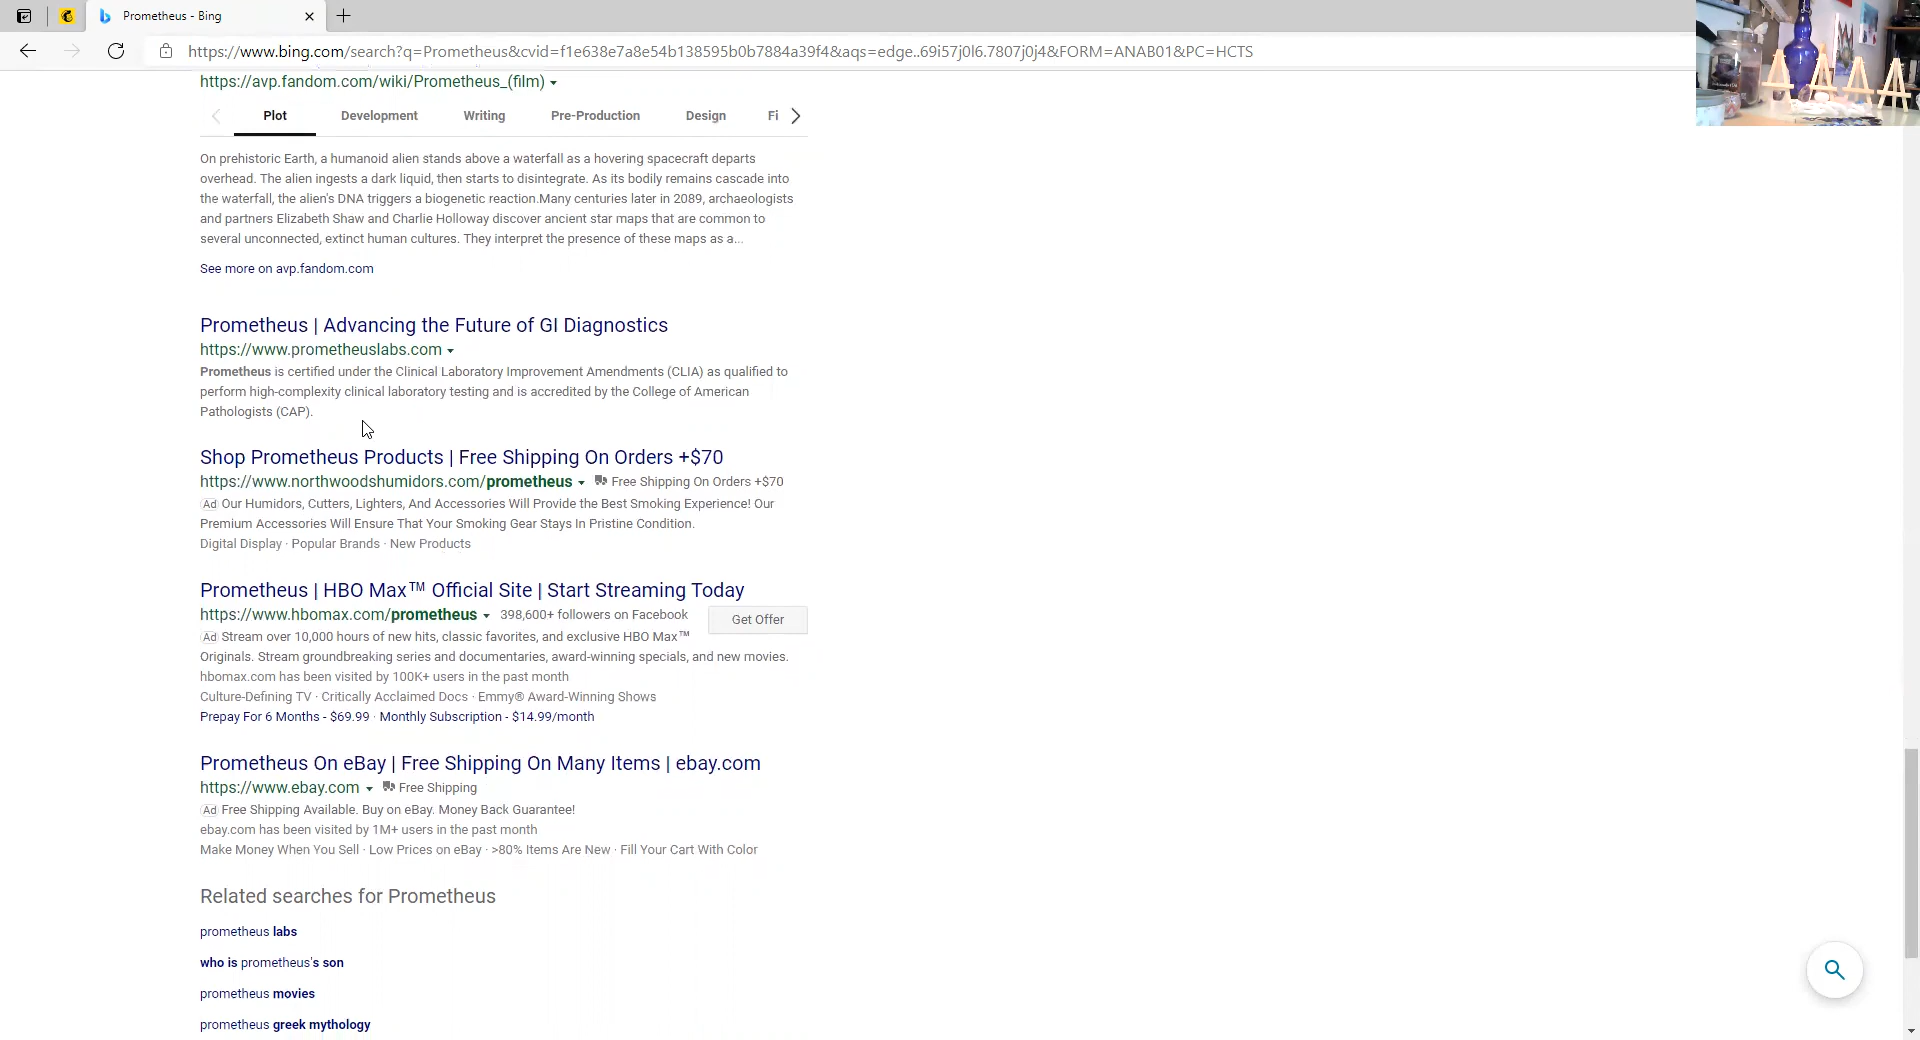 Prometheus - Bing
https://www.bing.com/search?q=Prometheus&cvid=f1e638e7a8e54b138595b0b7884a39f4&aqs=edge..69i57j0l6.7807j0j4&FORM=ANAB01&PC=HCTS
https://avp.fandom.com/wiki/Prometheus_(film)
Plot Development Writing Pre-Production Design Fi
On prehistoric Earth, a humanoid alien stands above a waterfall as a hovering spacecraft departs
overhead. The alien ingests a dark liquid, then starts to disintegrate. As its bodily remains cascade into
the waterfall, the alien's DNA triggers a biogenetic reaction.Many centuries later in 2089, archaeologists
and partners Elizabeth Shaw and Charlie Holloway discover ancient star maps that are common to
several unconnected, extinct human cultures. They interpret the presence of these maps as a...
See more on avp.fandom.com
Prometheus | Advancing the Future of GI Diagnostics
https://www.prometheuslabs.com
Prometheus is certified under the Clinical Laboratory Improvement Amendments (CLIA) as qualified to
perform high-complexity clinical laboratory testing and is accredited by the College of American
Pathologists (CAP).
Shop Prometheus Products | Free Shipping On Orders +$70
https://www.northwoodshumidors.com/prometheus Free Shipping On Orders +$70
Ad Our Humidors, Cutters, Lighters, And Accessories Will Provide the Best Smoking Experience! Our
Premium Accessories Will Ensure That Your Smoking Gear Stays In Pristine Condition.
Digital Display · Popular Brands · New Products
Prometheus | HBO Max™ Official Site | Start Streaming Today
https://www.hbomax.com/prometheus 398,600+ followers on Facebook
Get Offer
Ad Stream over 10,000 hours of new hits, classic favorites, and exclusive HBO Max™
Originals. Stream groundbreaking series and documentaries, award-winning specials, and new movies.
hbomax.com has been visited by 100K+ users in the past month
Culture-Defining TV · Critically Acclaimed Docs · Emmy® Award-Winning Shows
Prepay For 6 Months - $69.99 · Monthly Subscription - $14.99/month
Prometheus On eBay | Free Shipping On Many Items | ebay.com
https://www.ebay.com Free Shipping
Ad Free Shipping Available. Buy on eBay. Money Back Guarantee!
ebay.com has been visited by 1M+ users in the past month
Make Money When You Sell · Low Prices on eBay · >80% Items Are New · Fill Your Cart With Color
Related searches for Prometheus
prometheus labs
who is prometheus's son
prometheus movies
prometheus greek mythology